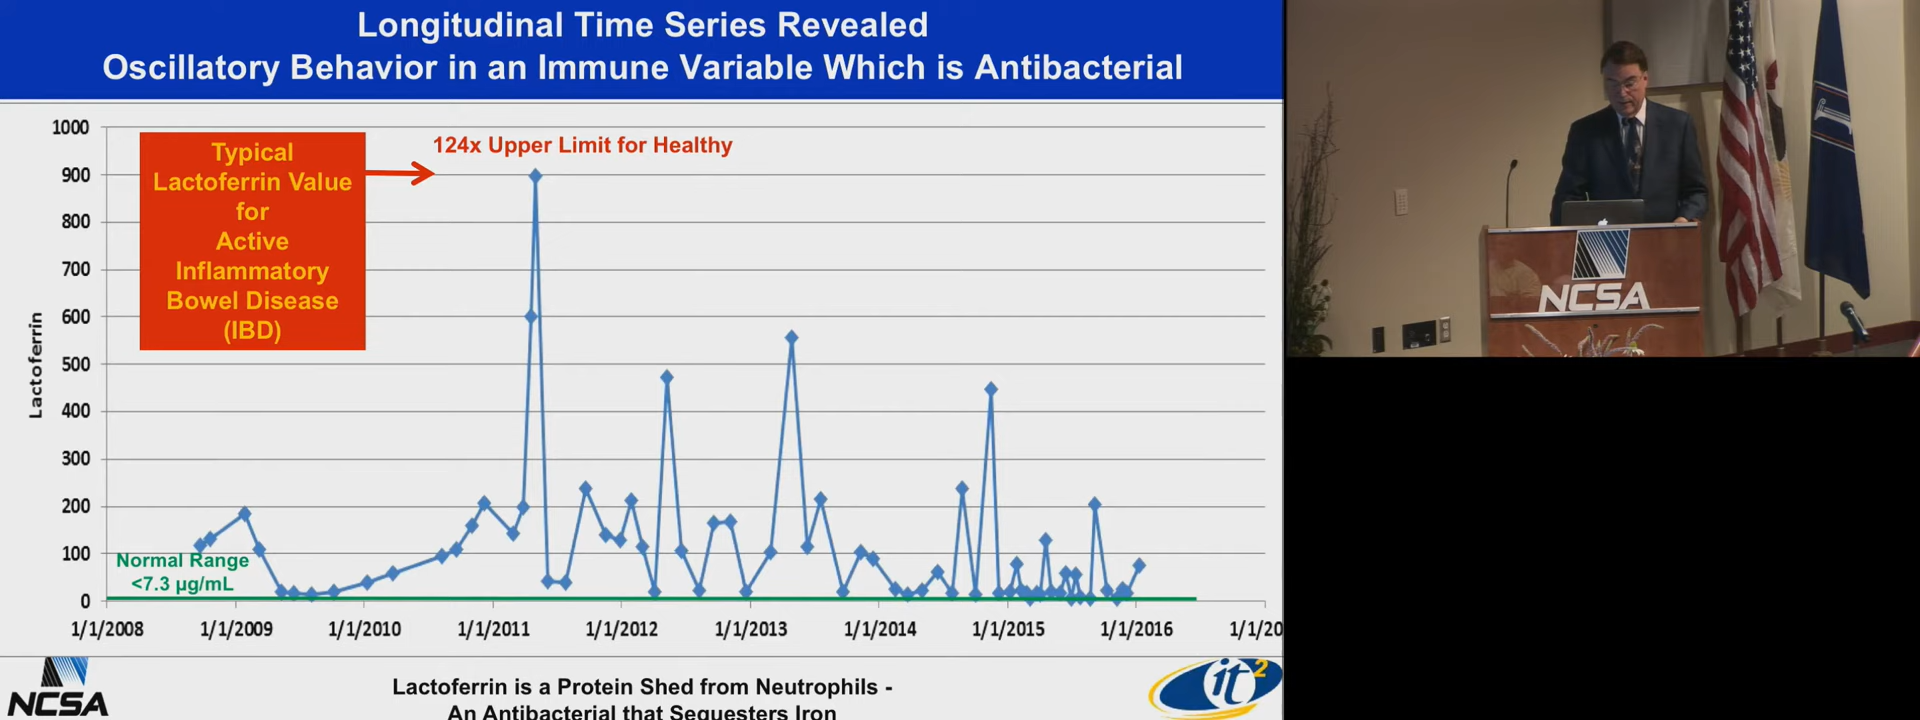 Longitudinal Time Series Revealed
Oscillatory Behavior in an Immune Variable Which is Antibacterial
1000
900
800
700
600
500
400
300
200
100
0
Lactoferrin
Typical
Lactoferrin Value
for
Active
Inflammatory
Bowel Disease
(IBD)
124x Upper Limit for Healthy
Normal Range
<7.3 µg/mL
1/1/2008
1/1/2009
1/1/2010
1/1/2011
1/1/2012
1/1/2013
1/1/2014
1/1/2015
1/1/2016
1/1/20
NCSA
Lactoferrin is a Protein Shed from Neutrophils -
An Antibacterial that Sequesters Iron
it2
NCSA